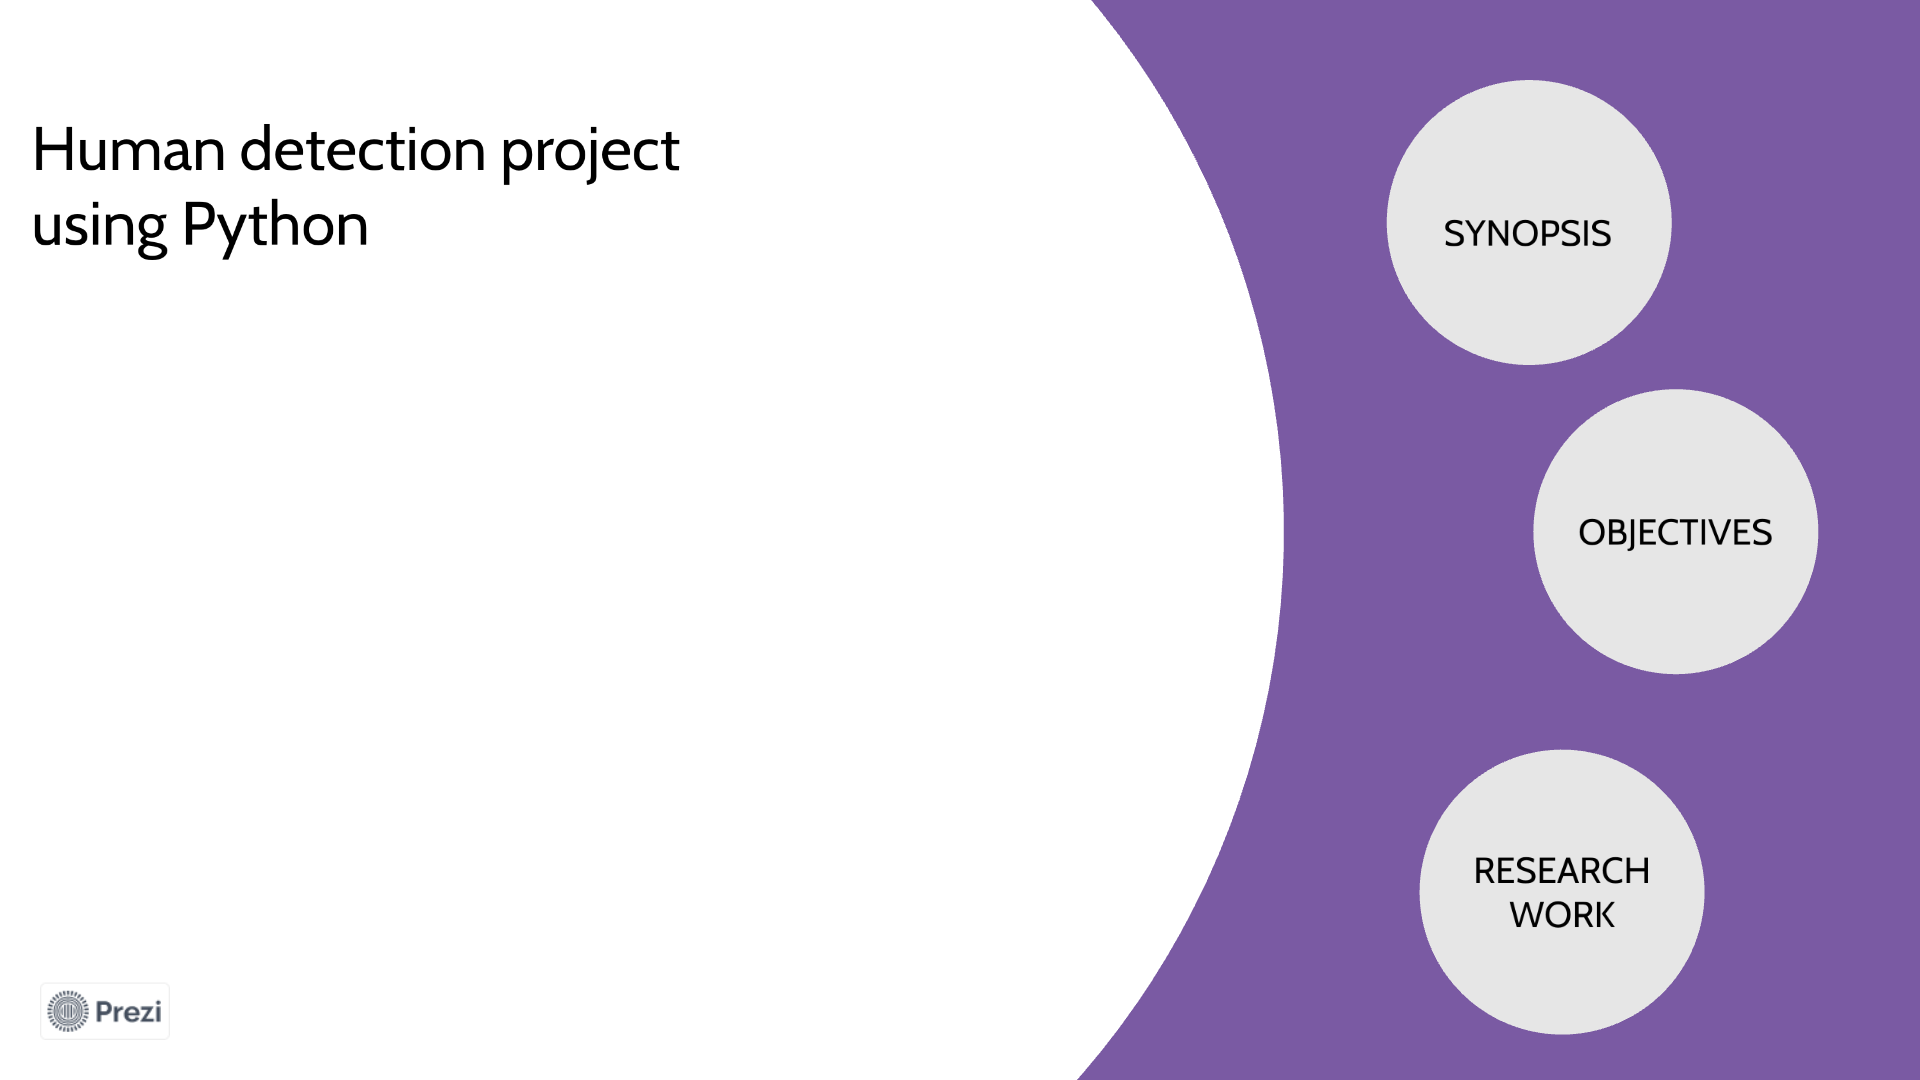 Human detection project
using Python
SYNOPSIS
OBJECTIVES
RESEARCH
WORK
Prezi